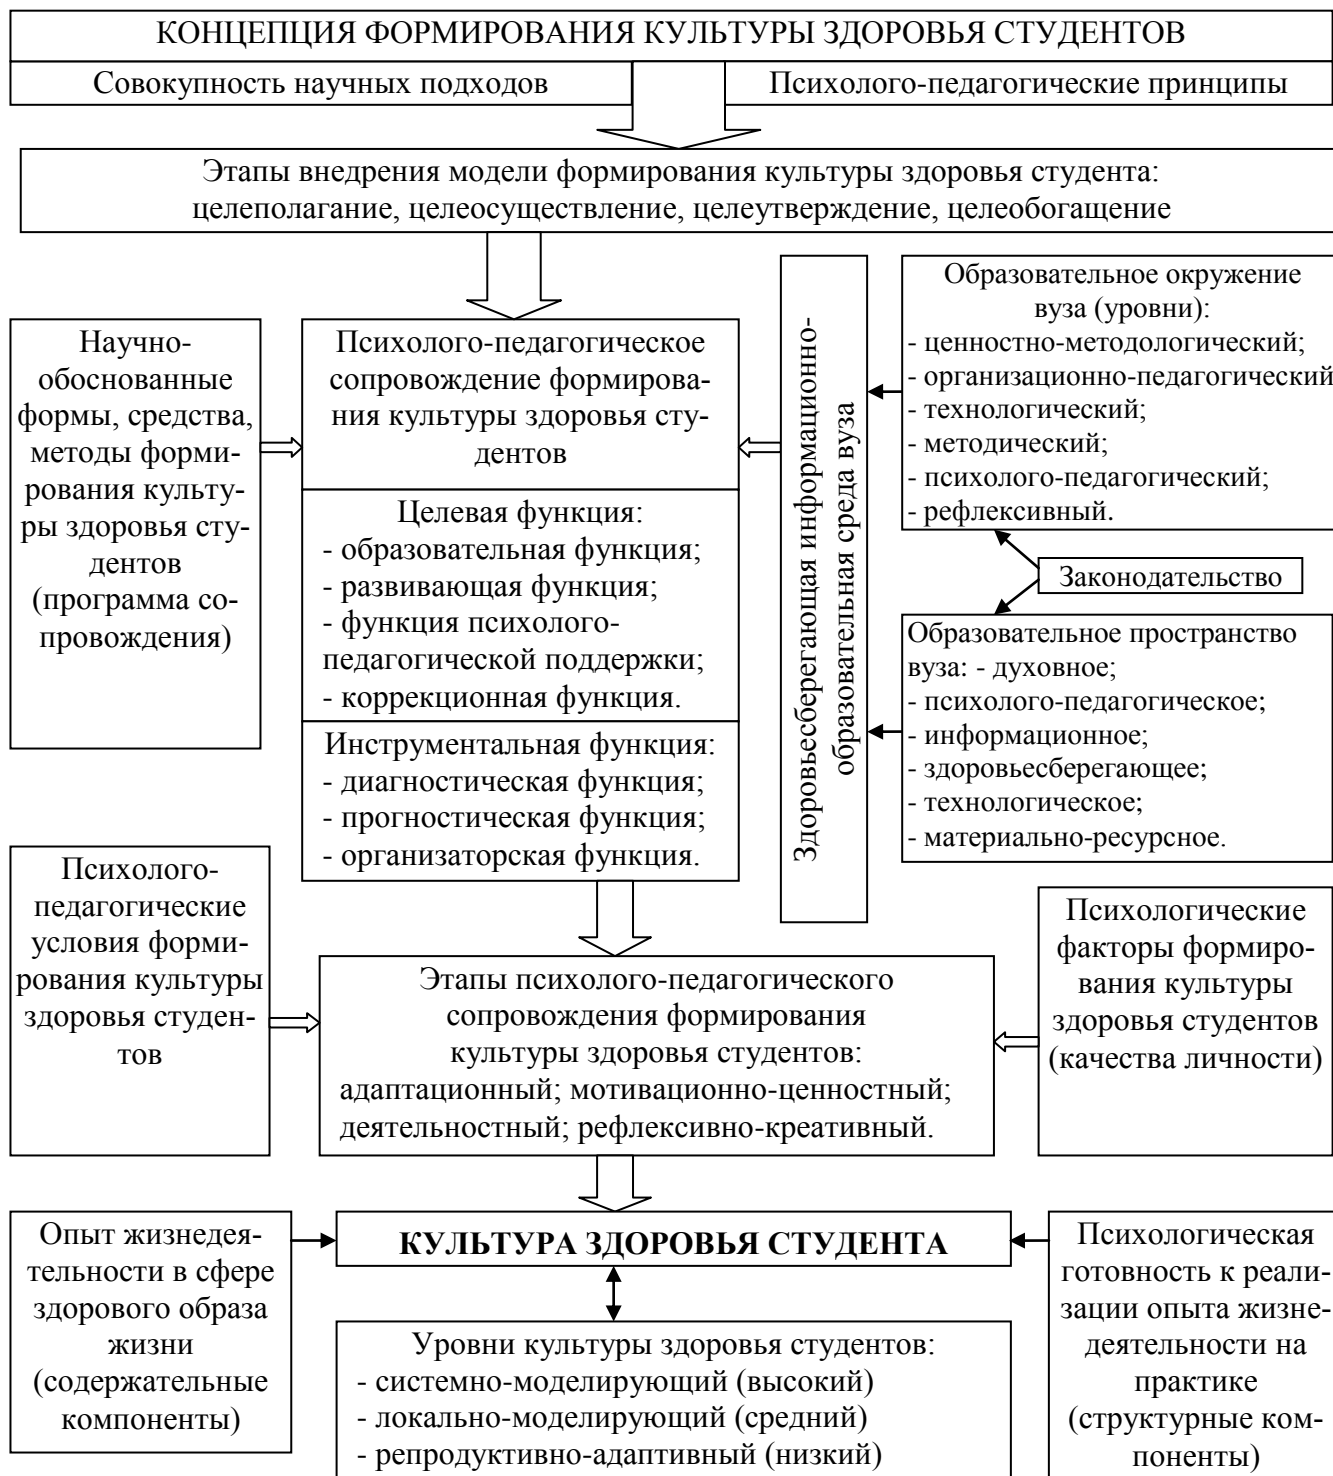 КОНЦЕПЦИЯ ФОРМИРОВАНИЯ КУЛЬТУРЫ ЗДОРОВЬЯ СТУДЕНТОВ
Совокупность научных подходов
Психолого-педагогические принципы
Этапы внедрения модели формирования культуры здоровья студента:
целеполагание, целеосуществление, целеутверждение, целеобогащение
Научно-
обоснованные
формы, средства,
методы форми-
рования культу-
ры здоровья сту-
дентов
(программа со-
провождения)
Психолого-педагогическое
сопровождение формирова-
ния культуры здоровья сту-
дентов
Целевая функция:
- образовательная функция;
- развивающая функция;
- функция психолого-
педагогической поддержки;
- коррекционная функция.
Инструментальная функция:
- диагностическая функция;
- прогностическая функция;
- организаторская функция.
Здоровьесберегающая информационно-
образовательная среда вуза
Образовательное окружение
вуза (уровни):
- ценностно-методологический;
- организационно-педагогический
- технологический;
- методический;
- психолого-педагогический;
- рефлексивный.
Законодательство
Образовательное пространство
вуза: - духовное;
- психолого-педагогическое;
- информационное;
- здоровьесберегающее;
- технологическое;
- материально-ресурсное.
Психолого-
педагогические
условия форми-
рования культуры
здоровья студен-
тов
Этапы психолого-педагогического
сопровождения формирования
культуры здоровья студентов:
адаптационный; мотивационно-ценностный;
деятельностный; рефлексивно-креативный.
Психологические
факторы формиро-
вания культуры
здоровья студентов
(качества личности)
Опыт жизнедея-
тельности в сфере
здорового образа
жизни
(содержательные
компоненты)
КУЛЬТУРА ЗДОРОВЬЯ СТУДЕНТА
Уровни культуры здоровья студентов:
- системно-моделирующий (высокий)
- локально-моделирующий (средний)
- репродуктивно-адаптивный (низкий)
Психологическая
готовность к реали-
зации опыта жизне-
деятельности на
практике
(структурные ком-
поненты)